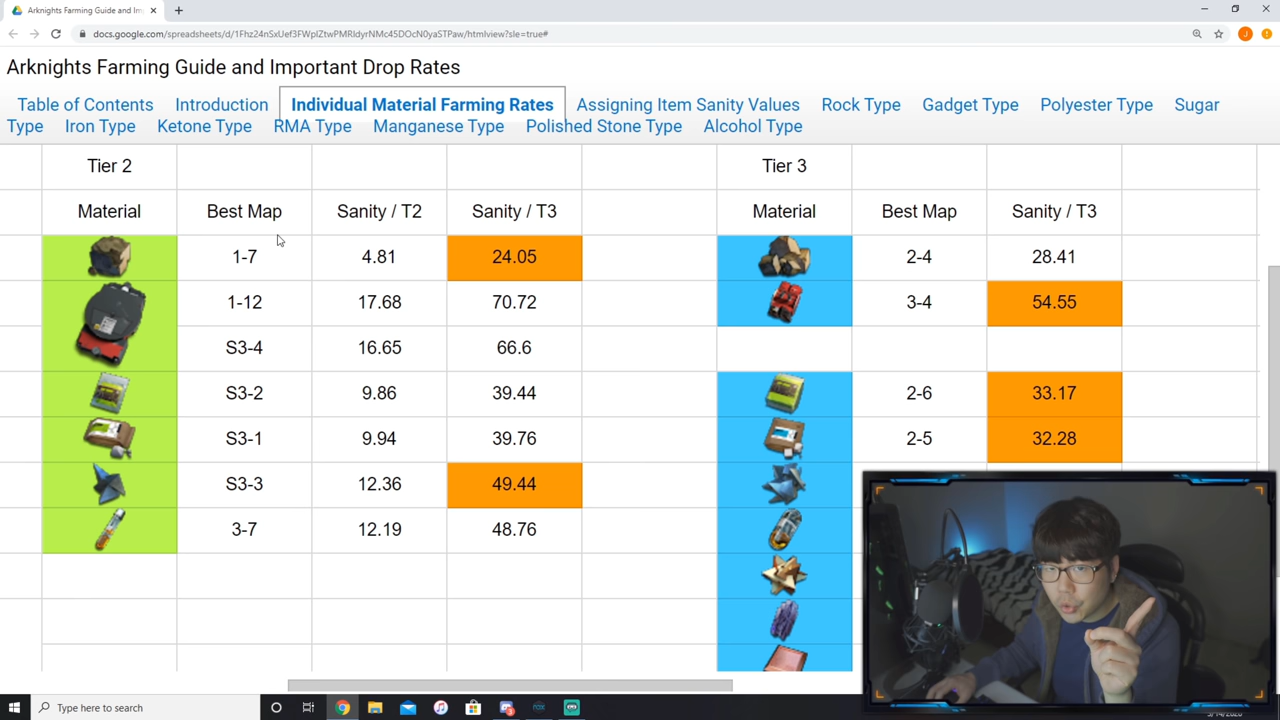 Arknights Farming Guide and Im
docs.google.com/spreadsheets/d/1Fhz24nSxUef3FWplZtwPMRldyrNMc45DOcN0yaSTPaw/htmlview?sle=true#
Arknights Farming Guide and Important Drop Rates
Table of Contents Introduction Individual Material Farming Rates Assigning Item Sanity Values Rock Type Gadget Type Polyester Type Sugar
Type Iron Type Ketone Type RMA Type Manganese Type Polished Stone Type Alcohol Type
Tier 2 Tier 3
Material Best Map Sanity / T2 Sanity / T3 Material Best Map Sanity / T3
1-7 4.81 24.05 2-4 28.41
1-12 17.68 70.72 3-4 54.55
S3-4 16.65 66.6
S3-2 9.86 39.44 2-6 33.17
S3-1 9.94 39.76 2-5 32.28
S3-3 12.36 49.44
3-7 12.19 48.76
Type here to search